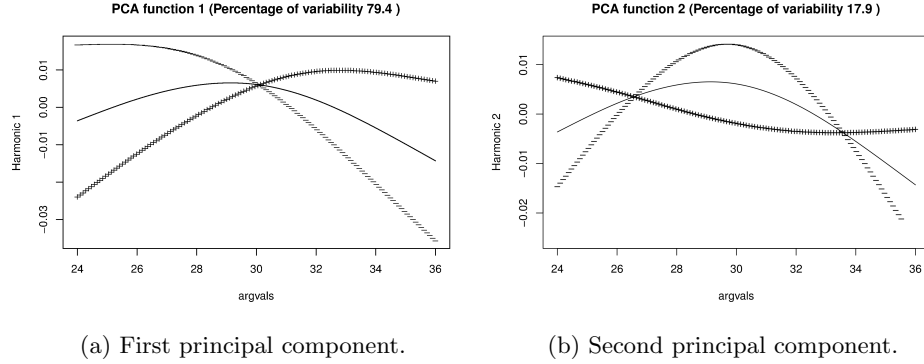 PCA function 1 (Percentage of variability 79.4 )
Harmonic 1
0.01
0.00
−0.01
−0.03
24 26 28 30 32 34 36
argvals
(a) First principal component.
PCA function 2 (Percentage of variability 17.9 )
Harmonic 2
0.01
0.00
−0.01
−0.02
24 26 28 30 32 34 36
argvals
(b) Second principal component.